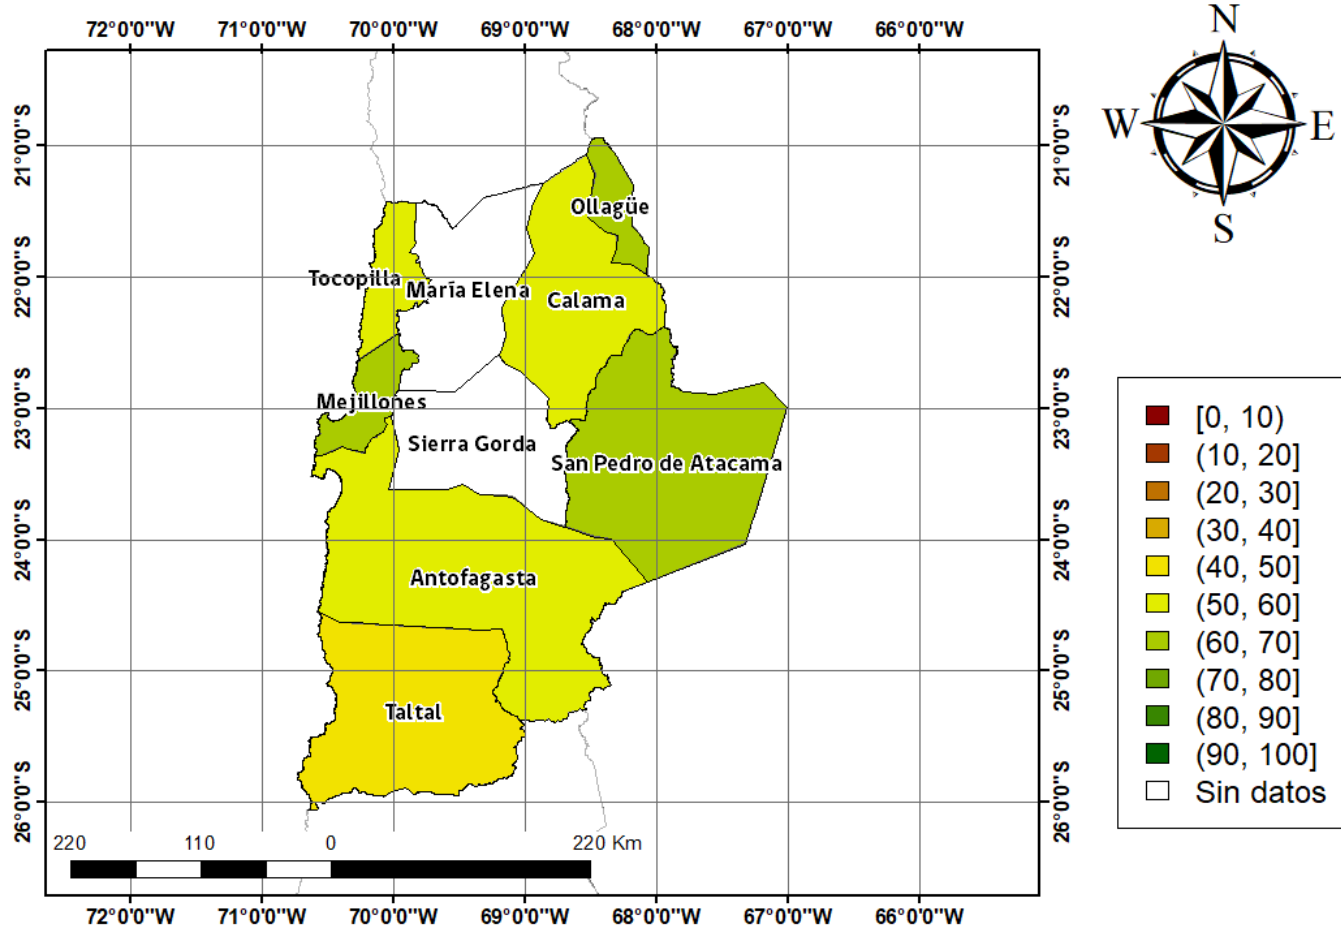 72°0'0"W 71°0'0"W 70°0'0"W 69°0'0"W 68°0'0"W 67°0'0"W 66°0'0"W
N
W E
S
21°0'0"S 21°0'0"S
Ollagüe
Tocopilla
22°0'0"S 22°0'0"S
María Elena
Calama
Mejillones
23°0'0"S 23°0'0"S
Sierra Gorda
San Pedro de Atacama
24°0'0"S 24°0'0"S
Antofagasta
25°0'0"S 25°0'0"S
Taltal
26°0'0"S 26°0'0"S
220 110 0 220 Km
72°0'0"W 71°0'0"W 70°0'0"W 69°0'0"W 68°0'0"W 67°0'0"W 66°0'0"W
[0, 10)
(10, 20]
(20, 30]
(30, 40]
(40, 50]
(50, 60]
(60, 70]
(70, 80]
(80, 90]
(90, 100]
Sin datos